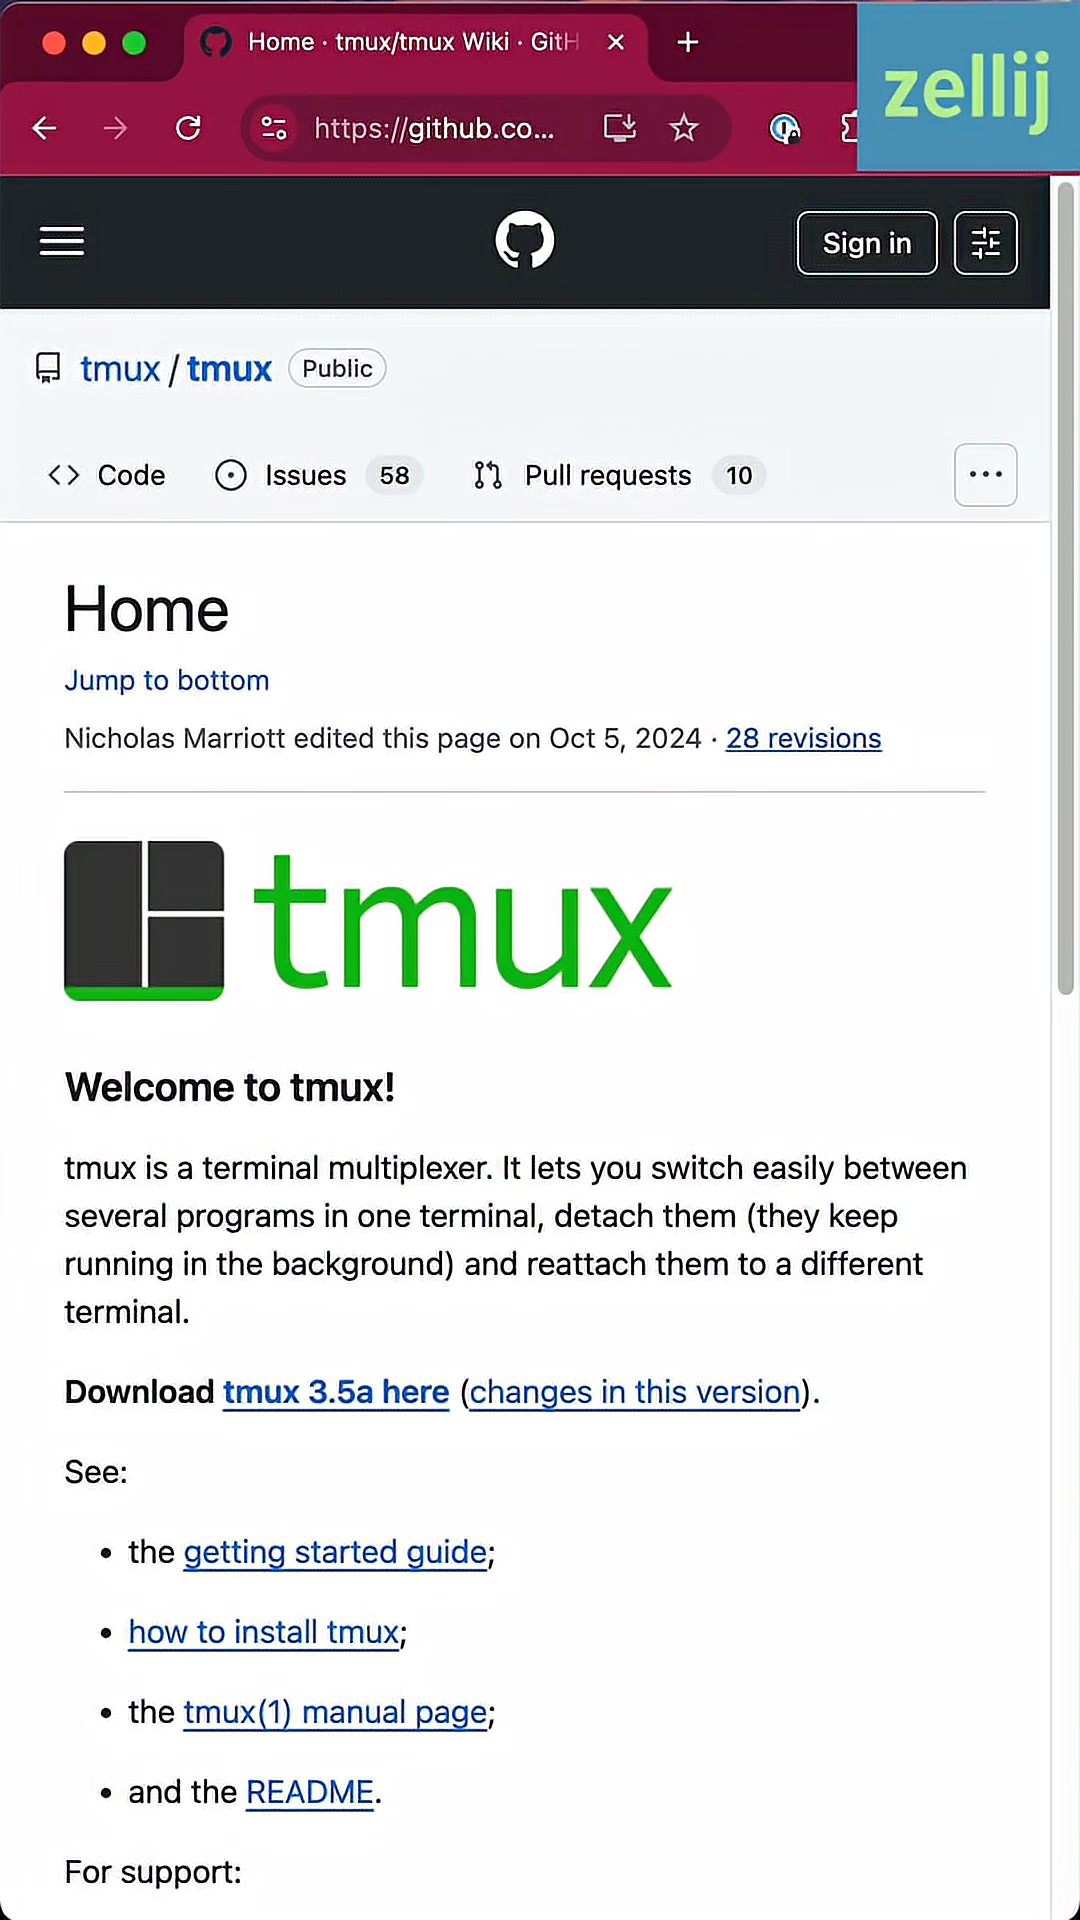 Home · tmux/tmux Wiki · GitH
zellij
https://github.co...
Sign in
tmux / tmux Public
Code Issues 58 Pull requests 10
Home
Jump to bottom
Nicholas Marriott edited this page on Oct 5, 2024 · 28 revisions
tmux
Welcome to tmux!
tmux is a terminal multiplexer. It lets you switch easily between
several programs in one terminal, detach them (they keep
running in the background) and reattach them to a different
terminal.
Download tmux 3.5a here (changes in this version).
See:
• the getting started guide;
• how to install tmux;
• the tmux(1) manual page;
• and the README.
For support: